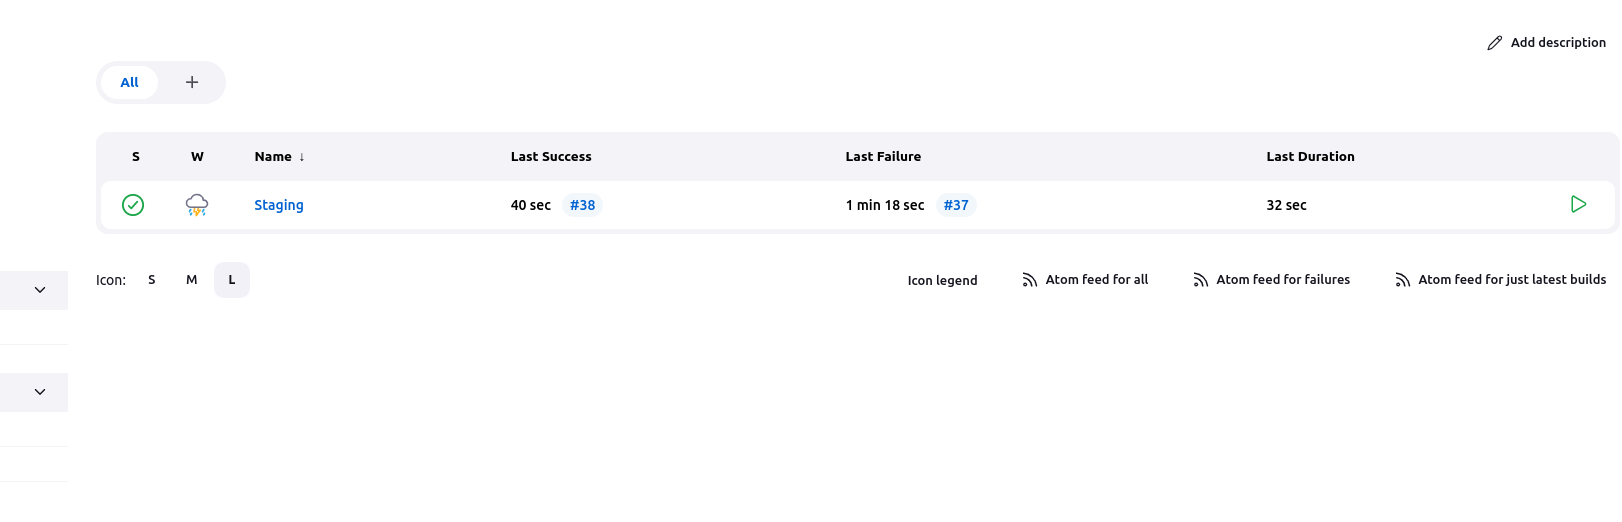 Add description
All +
S W Name ↓ Last Success Last Failure Last Duration
Staging 40 sec #38 1 min 18 sec #37 32 sec
Icon: S M L Icon legend Atom feed for all Atom feed for failures Atom feed for just latest builds